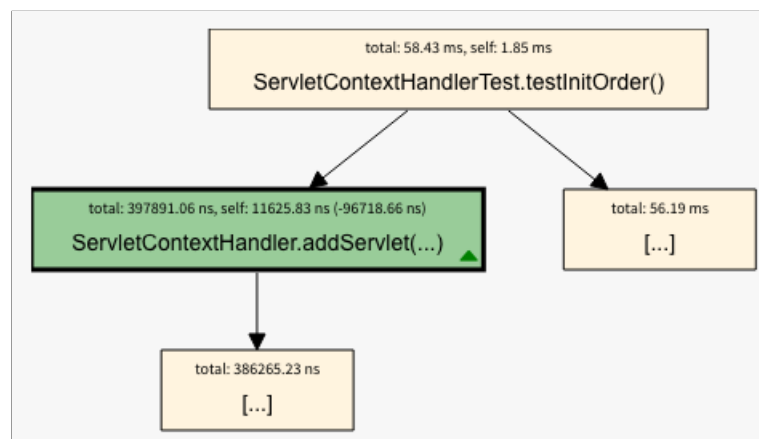 total: 58.43 ms, self: 1.85 ms
ServletContextHandlerTest.testInitOrder()
total: 397891.06 ns, self: 11625.83 ns (-96718.66 ns)
ServletContextHandler.addServlet(...)
total: 56.19 ms
[...]
total: 386265.23 ns
[...]